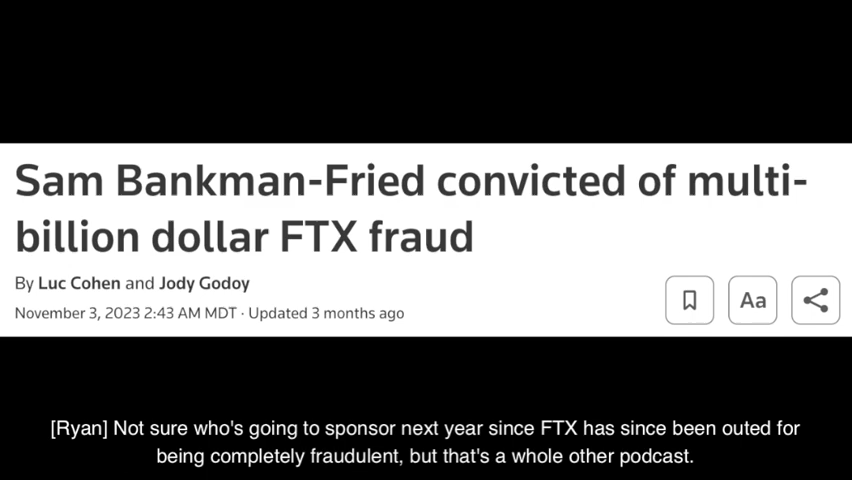 Sam Bankman-Fried convicted of multi-
billion dollar FTX fraud
By Luc Cohen and Jody Godoy
November 3, 2023 2:43 AM MDT · Updated 3 months ago
Aa
[Ryan] Not sure who's going to sponsor next year since FTX has since been outed for
being completely fraudulent, but that's a whole other podcast.